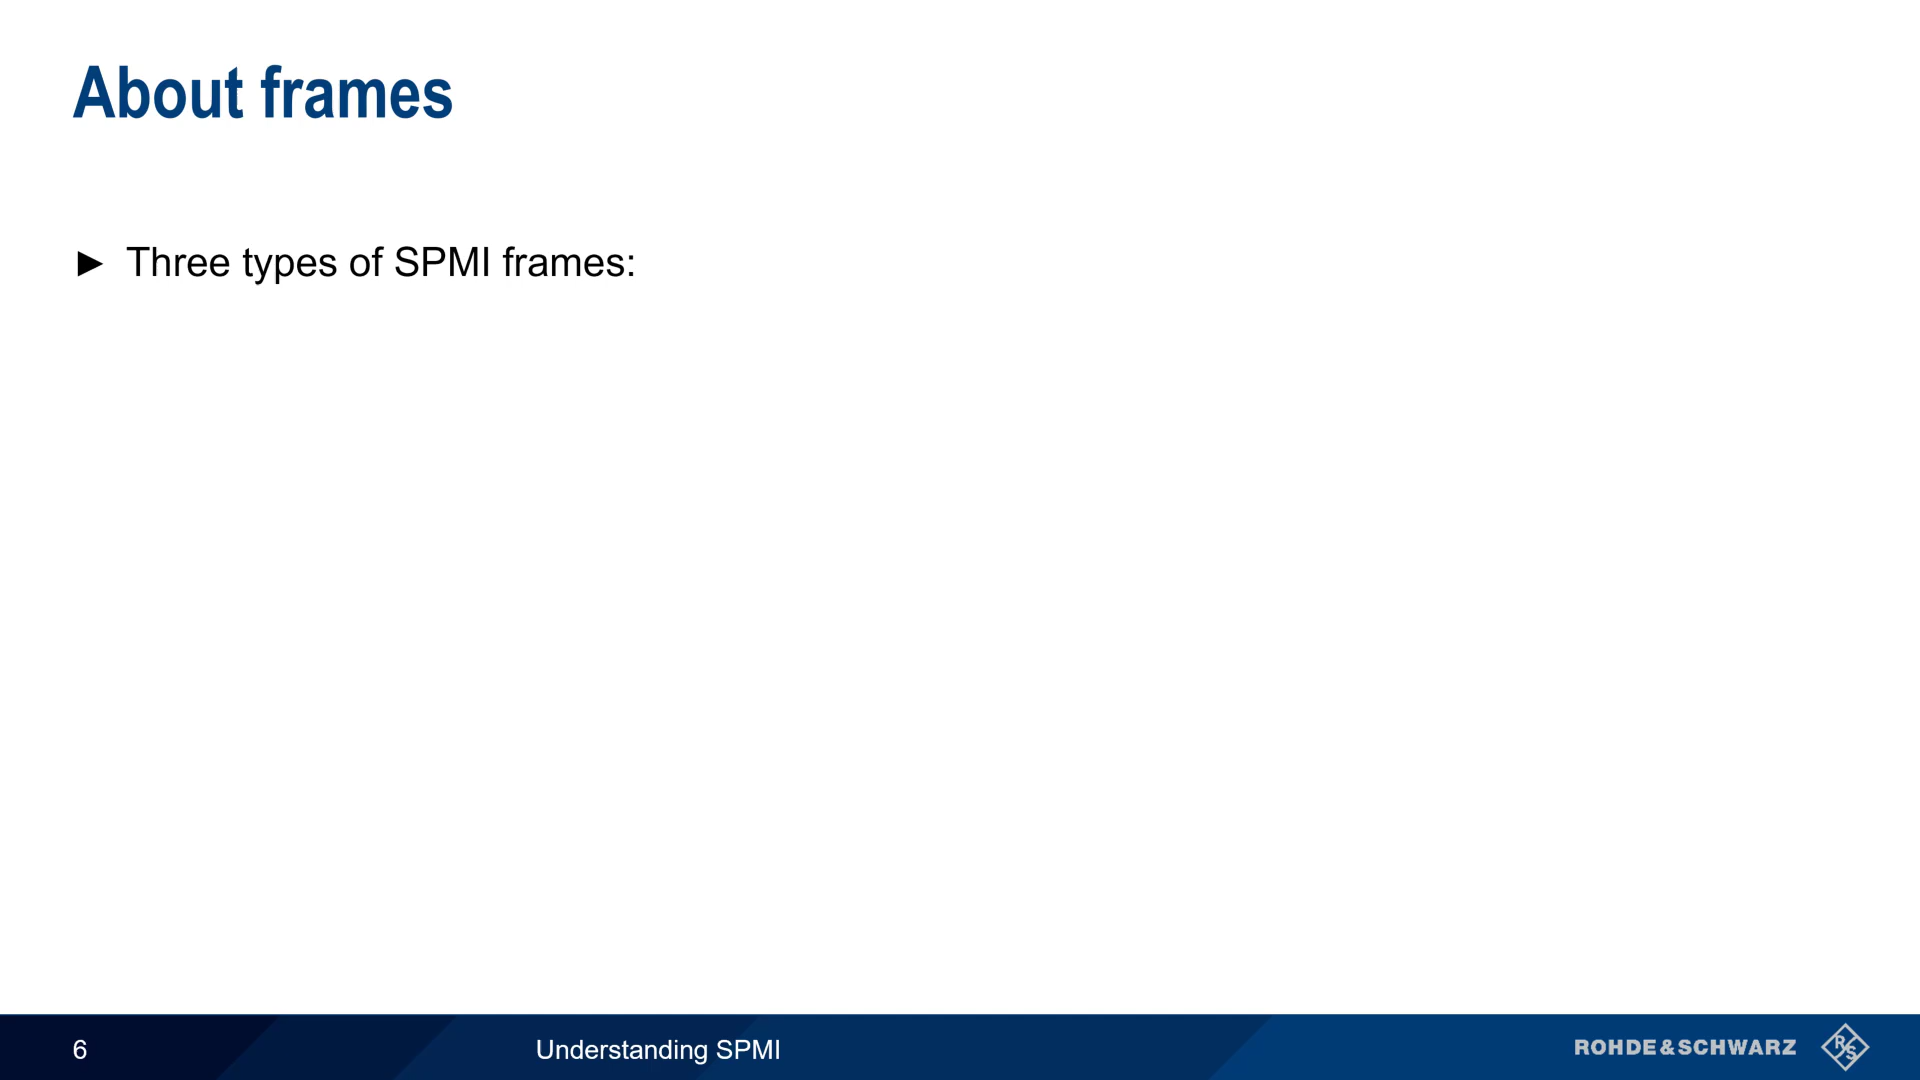 About frames
► Three types of SPMI frames:
6
Understanding SPMI
ROHDE&SCHWARZ
R&S